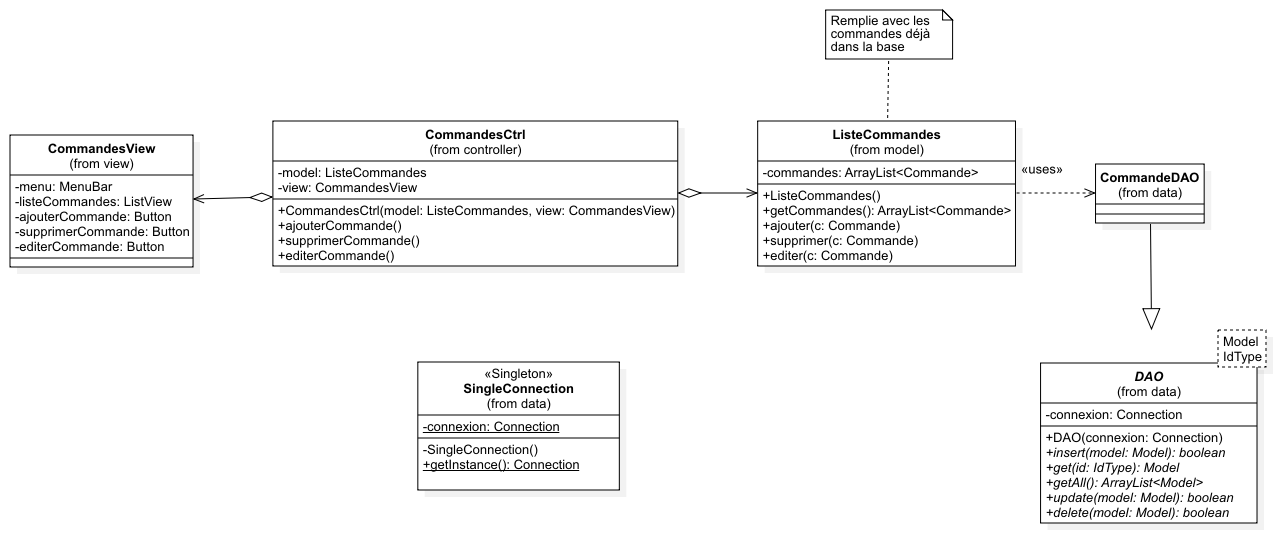 Remplie avec les
commandes déjà
dans la base
CommandesView
(from view)
-menu: MenuBar
-listeCommandes: ListView
-ajouterCommande: Button
-supprimerCommande: Button
-editerCommande: Button
CommandesCtrl
(from controller)
-model: ListeCommandes
-view: CommandesView
+CommandesCtrl(model: ListeCommandes, view: CommandesView)
+ajouterCommande()
+supprimerCommande()
+editerCommande()
ListeCommandes
(from model)
-commandes: ArrayList<Commande>
+ListeCommandes()
+getCommandes(): ArrayList<Commande>
+ajouter(c: Commande)
+supprimer(c: Commande)
+editer(c: Commande)
«uses»
CommandeDAO
(from data)
«Singleton»
SingleConnection
(from data)
-connexion: Connection
-SingleConnection()
+getInstance(): Connection
Model
IdType
DAO
(from data)
-connexion: Connection
+DAO(connexion: Connection)
+insert(model: Model): boolean
+get(id: IdType): Model
+getAll(): ArrayList<Model>
+update(model: Model): boolean
+delete(model: Model): boolean